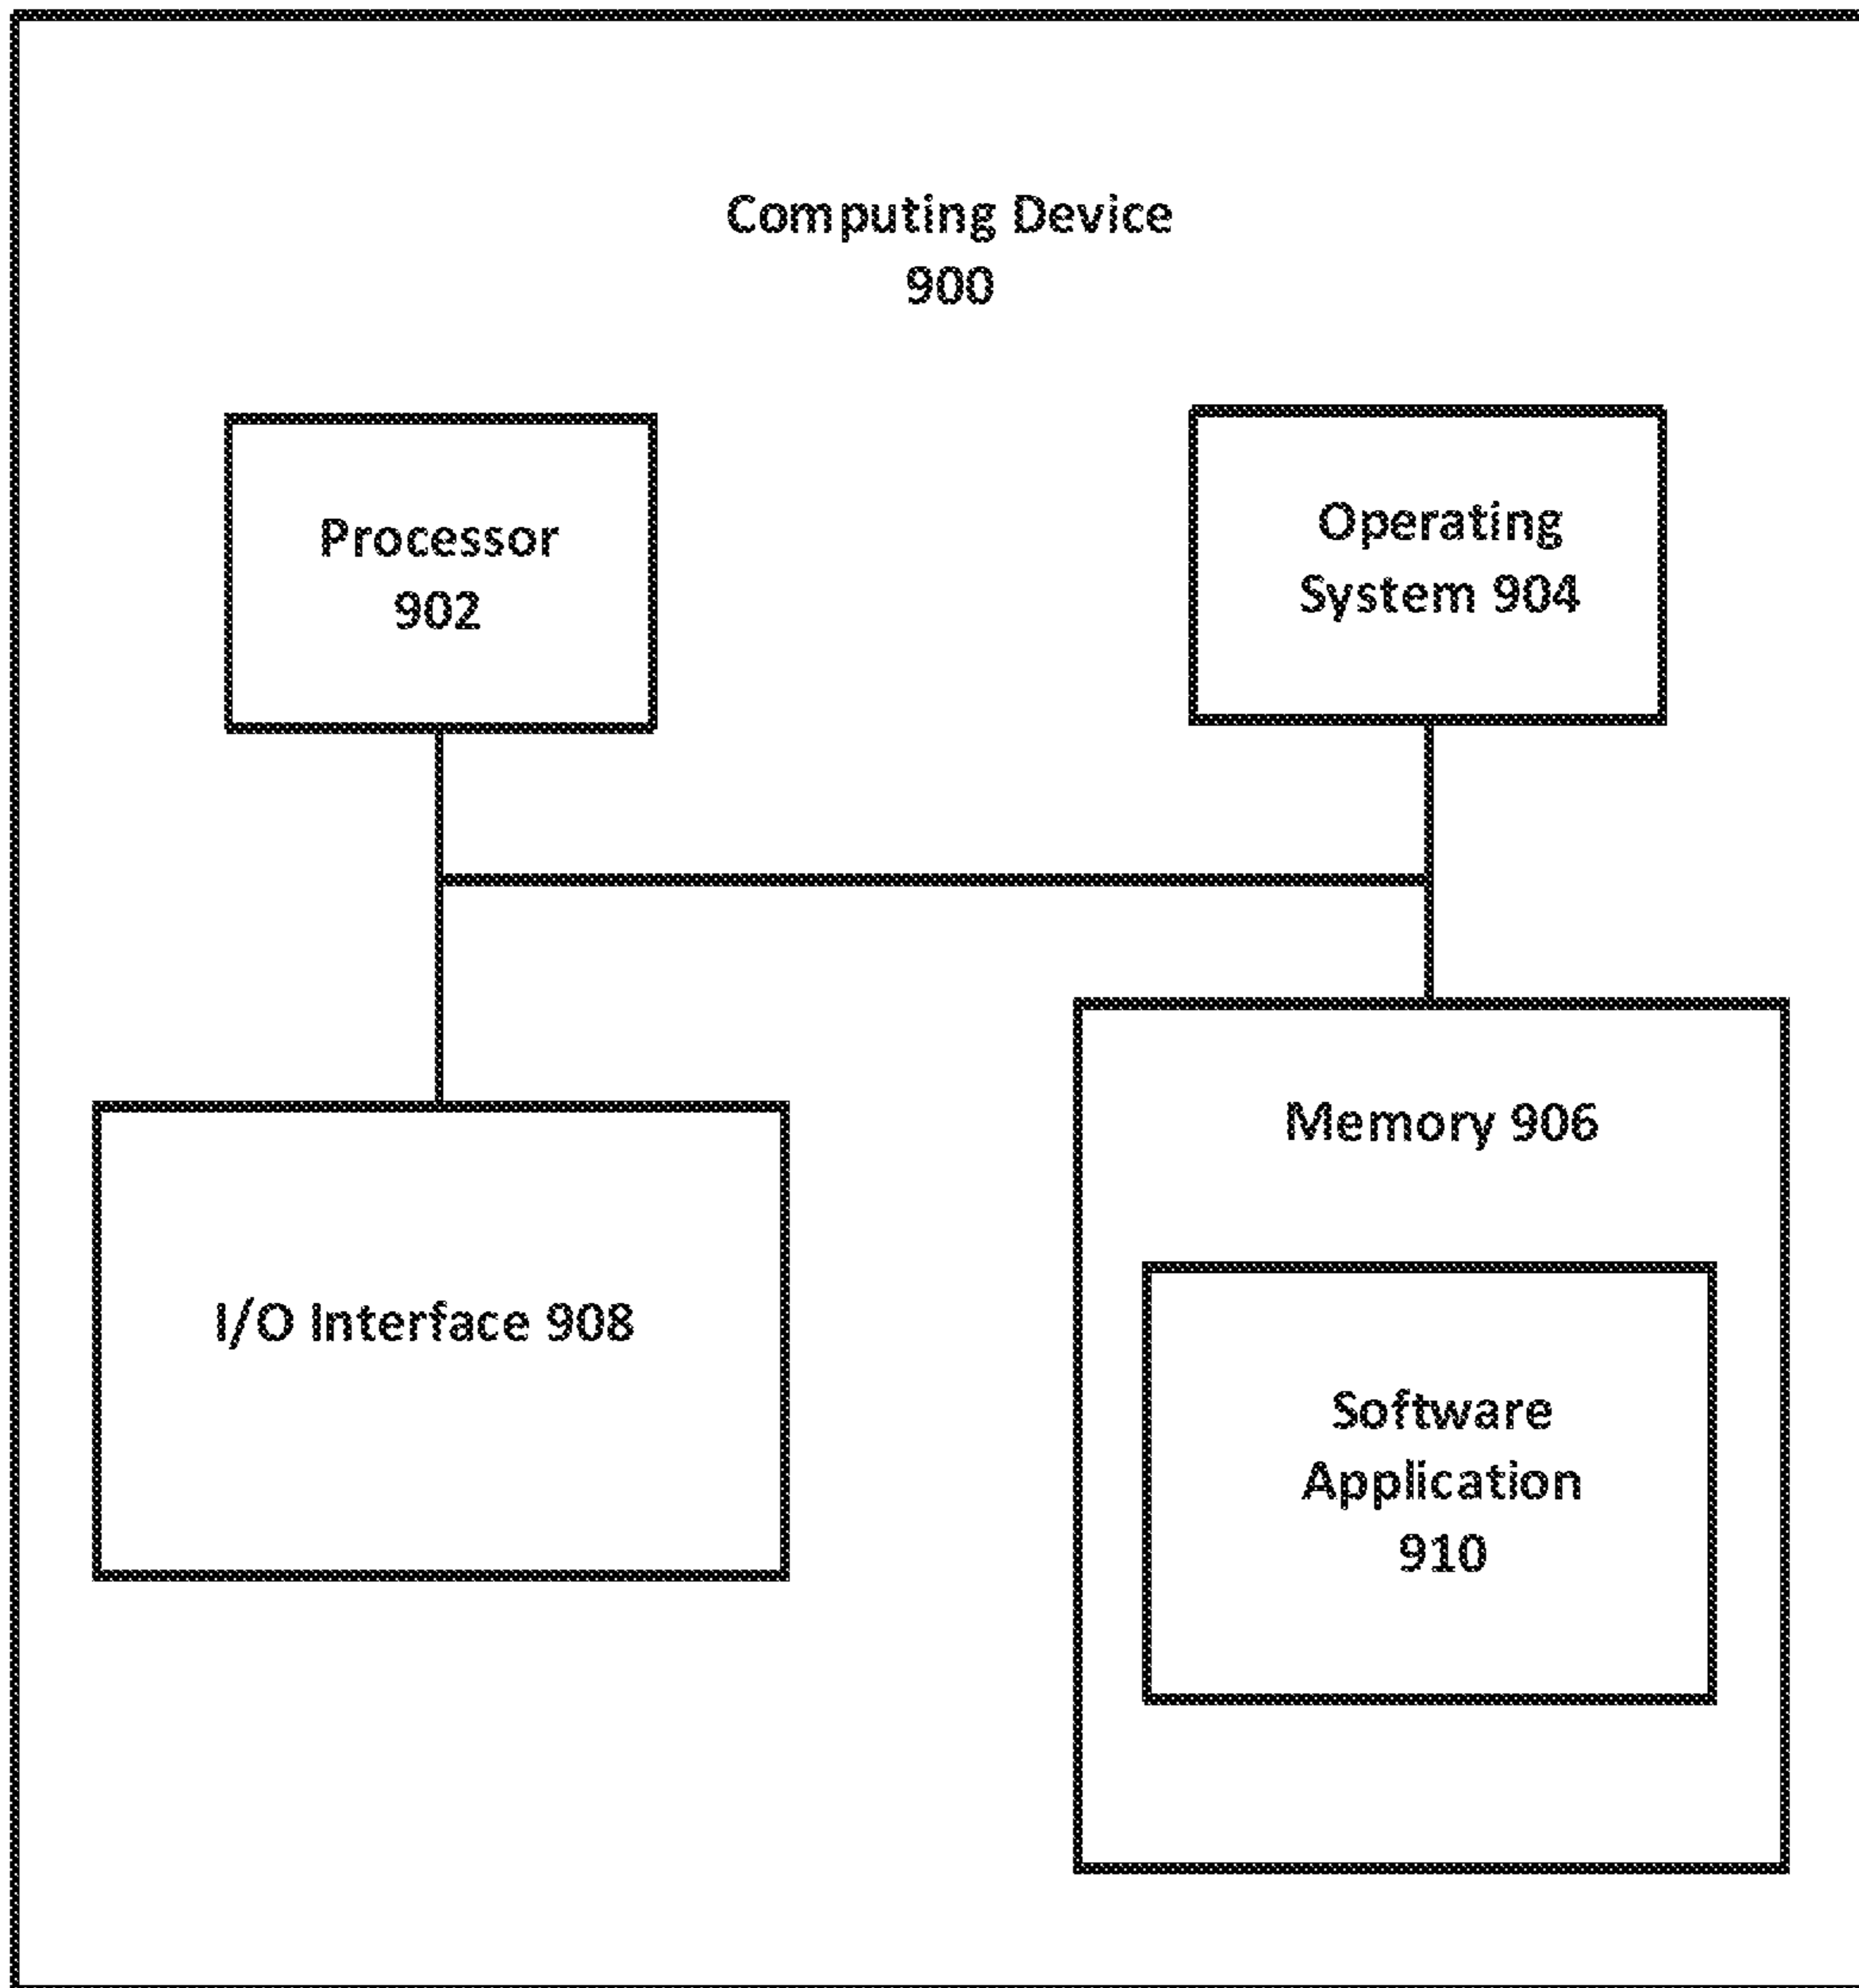 Computing Device
900
Processor
902
Operating
System 904
I/O Interface 908
Memory 906
Software
Application
910